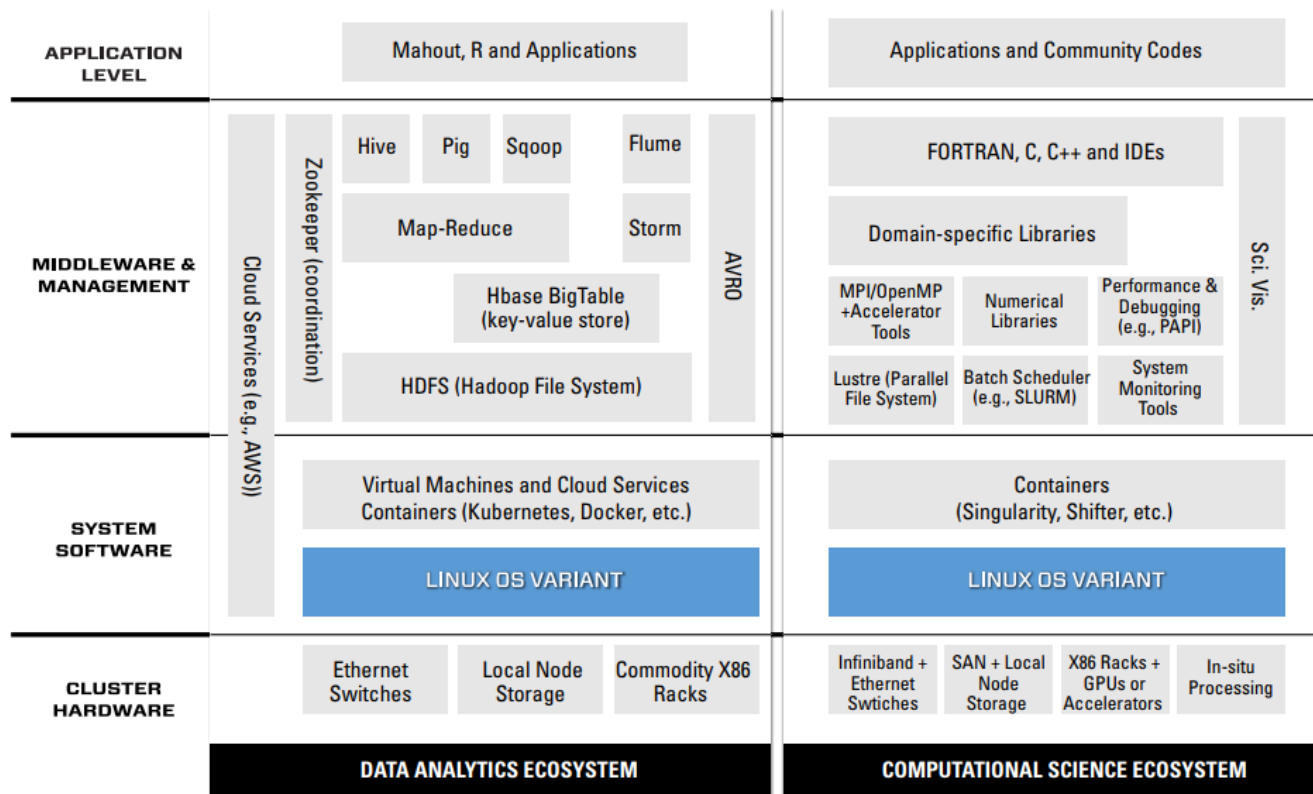 APPLICATION
LEVEL
Mahout, R and Applications
Applications and Community Codes
MIDDLEWARE &
MANAGEMENT
Cloud Services (e.g., AWS))
Zookeeper (coordination)
Hive
Pig
Sqoop
Flume
Map-Reduce
Storm
Hbase BigTable
(key-value store)
HDFS (Hadoop File System)
AVRO
FORTRAN, C, C++ and IDEs
Domain-specific Libraries
MPI/OpenMP
+Accelerator
Tools
Numerical
Libraries
Performance &
Debugging
(e.g., PAPI)
Lustre (Parallel
File System)
Batch Scheduler
(e.g., SLURM)
System
Monitoring
Tools
Sci. Vis.
SYSTEM
SOFTWARE
Virtual Machines and Cloud Services
Containers (Kubernetes, Docker, etc.)
LINUX OS VARIANT
Containers
(Singularity, Shifter, etc.)
LINUX OS VARIANT
CLUSTER
HARDWARE
Ethernet
Switches
Local Node
Storage
Commodity X86
Racks
Infiniband +
Ethernet
Swtiches
SAN + Local
Node
Storage
X86 Racks +
GPUs or
Accelerators
In-situ
Processing
DATA ANALYTICS ECOSYSTEM
COMPUTATIONAL SCIENCE ECOSYSTEM